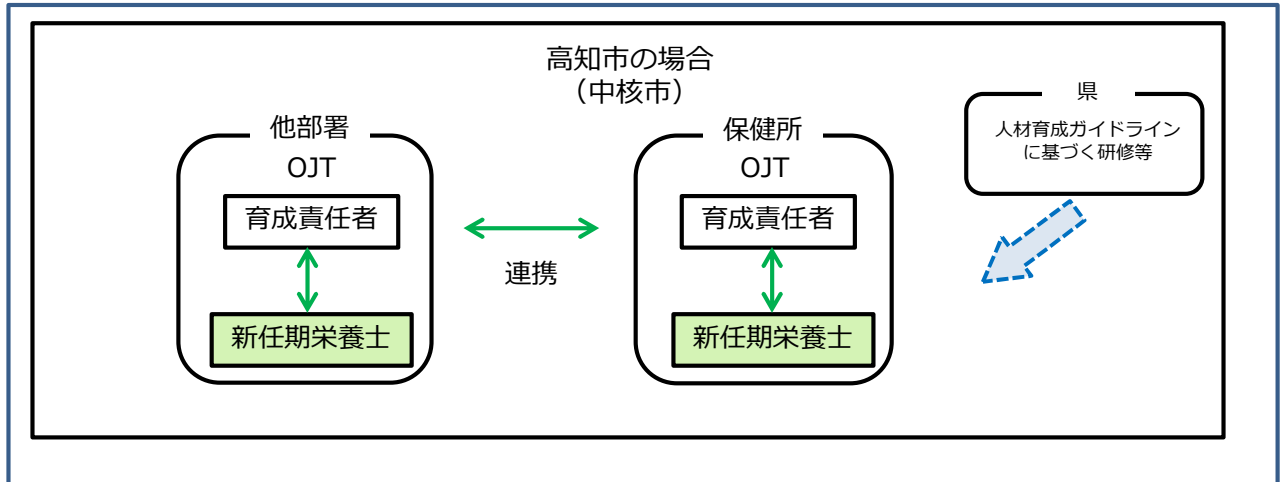 高知市の場合
（中核市）
他部署
OJT
育成責任者
新任期栄養士
連携
保健所
OJT
育成責任者
新任期栄養士
県
人材育成ガイドライン
に基づく研修等